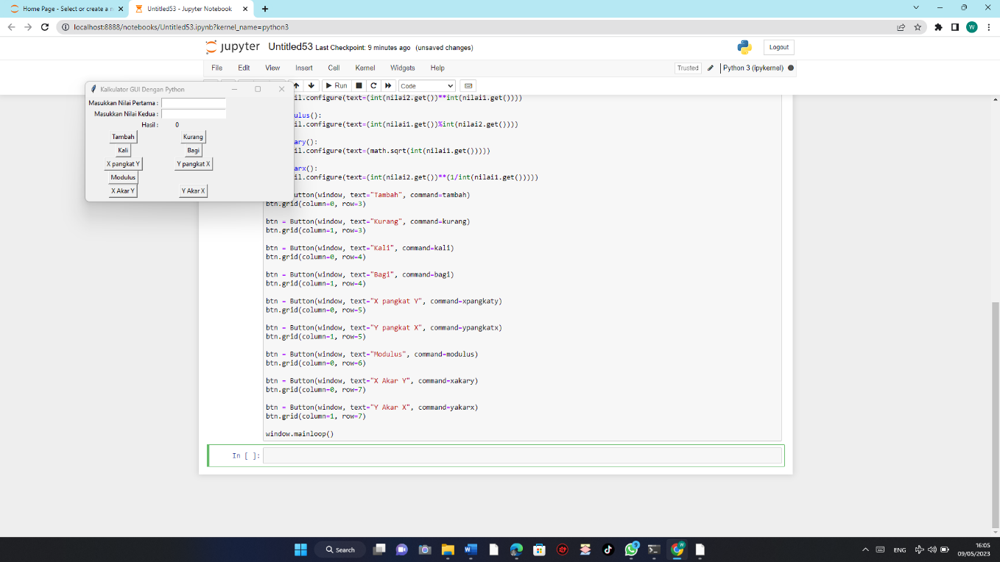 Home Page - Select or create a n
Untitled53 - Jupyter Notebook
localhost:8888/notebooks/Untitled53.ipynb?kernel_name=python3
W
jupyter Untitled53 Last Checkpoint: 9 minutes ago (unsaved changes)
Logout
File Edit View Insert Cell Kernel Widgets Help
Trusted
Python 3 (ipykernel)
Run
Code
Kalkulator GUI Dengan Python
Masukkan Nilai Pertama :
Masukkan Nilai Kedua :
Hasil : 0
Tambah Kurang
Kali Bagi
X pangkat Y Y pangkat X
Modulus
X Akar Y Y Akar X
il.configure(text=(int(nilai2.get())**int(nilai1.get())))
ulus():
il.configure(text=(int(nilai1.get())%int(nilai2.get())))
ary():
il.configure(text=(math.sqrt(int(nilai1.get()))))
arx():
il.configure(text=(int(nilai2.get())**(1/int(nilai1.get()))))
utton(window, text="Tambah", command=tambah)
btn.grid(column=0, row=3)
btn = Button(window, text="Kurang", command=kurang)
btn.grid(column=1, row=3)
btn = Button(window, text="Kali", command=kali)
btn.grid(column=0, row=4)
btn = Button(window, text="Bagi", command=bagi)
btn.grid(column=1, row=4)
btn = Button(window, text="X pangkat Y", command=xpangkaty)
btn.grid(column=0, row=5)
btn = Button(window, text="Y pangkat X", command=ypangkatx)
btn.grid(column=1, row=5)
btn = Button(window, text="Modulus", command=modulus)
btn.grid(column=0, row=6)
btn = Button(window, text="X Akar Y", command=xakary)
btn.grid(column=0, row=7)
btn = Button(window, text="Y Akar X", command=yakarx)
btn.grid(column=1, row=7)
window.mainloop()
In [ ]:
Search
ENG
16:05
09/05/2023